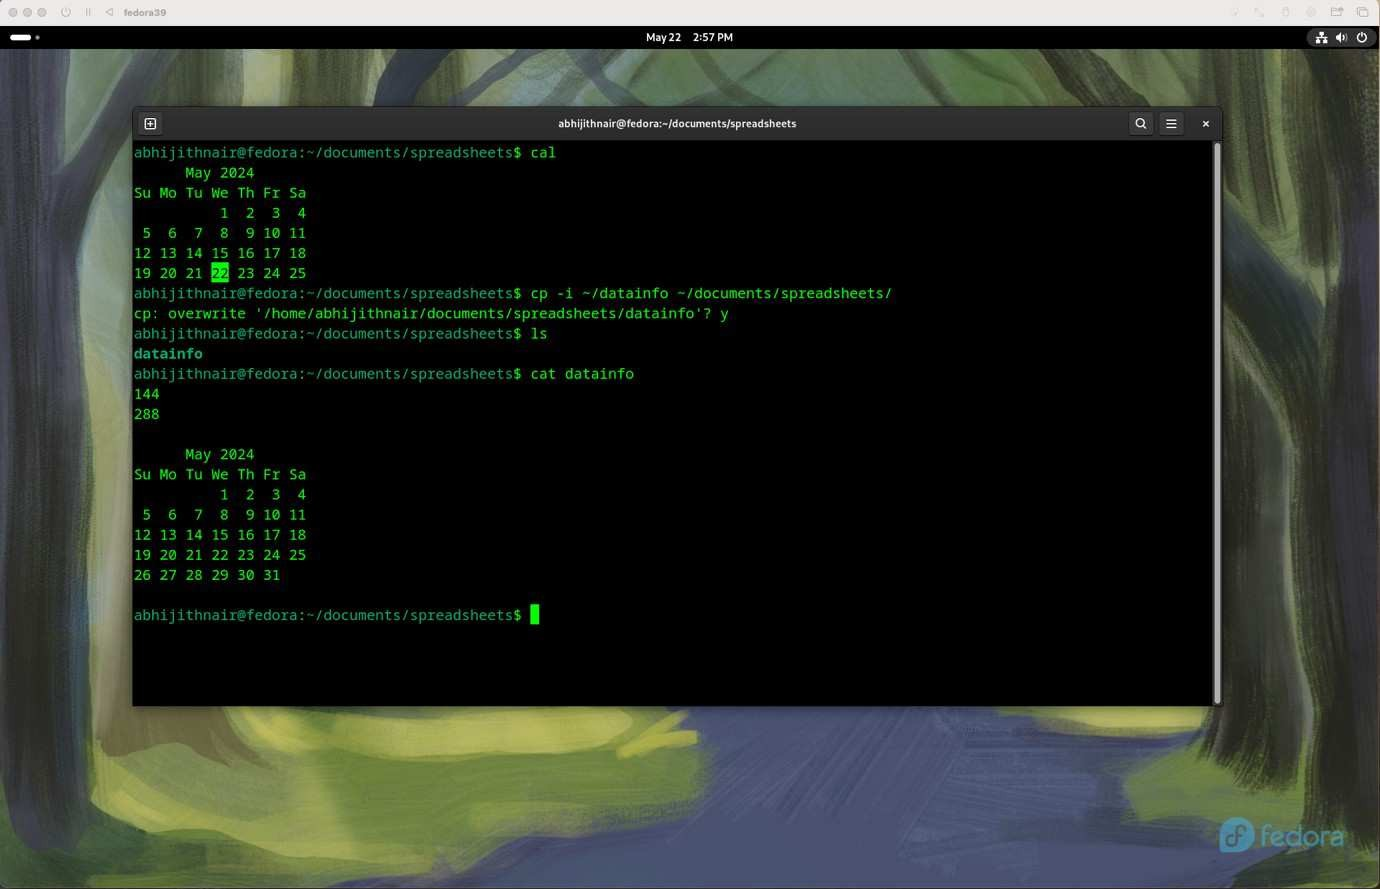 fedora39
May 22 2:57 PM
abhijithnair@fedora:~/documents/spreadsheets
abhijithnair@fedora:~/documents/spreadsheets$ cal
May 2024
Su Mo Tu We Th Fr Sa
1 2 3 4
5 6 7 8 9 10 11
12 13 14 15 16 17 18
19 20 21 22 23 24 25
abhijithnair@fedora:~/documents/spreadsheets$ cp -i ~/datainfo ~/documents/spreadsheets/
cp: overwrite '/home/abhijithnair/documents/spreadsheets/datainfo'? y
abhijithnair@fedora:~/documents/spreadsheets$ ls
datainfo
abhijithnair@fedora:~/documents/spreadsheets$ cat datainfo
144
288
May 2024
Su Mo Tu We Th Fr Sa
1 2 3 4
5 6 7 8 9 10 11
12 13 14 15 16 17 18
19 20 21 22 23 24 25
26 27 28 29 30 31
abhijithnair@fedora:~/documents/spreadsheets$
fedora